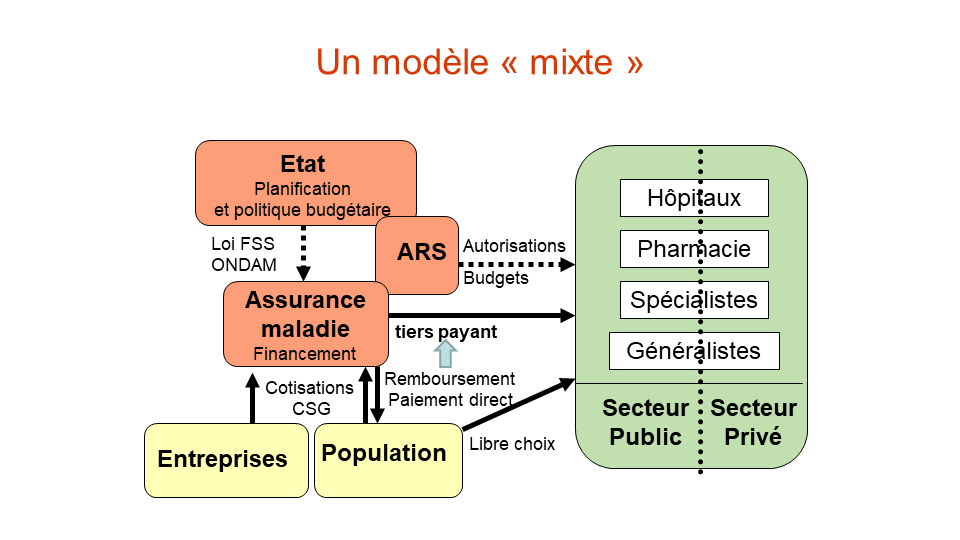 Un modèle « mixte »
Etat
Planification
et politique budgétaire
Loi FSS
ONDAM
ARS
Autorisations
Budgets
Assurance
maladie
Financement
tiers payant
Remboursement
Paiement direct
Cotisations
CSG
Entreprises
Population
Libre choix
Hôpitaux
Pharmacie
Spécialistes
Généralistes
Secteur
Public
Secteur
Privé